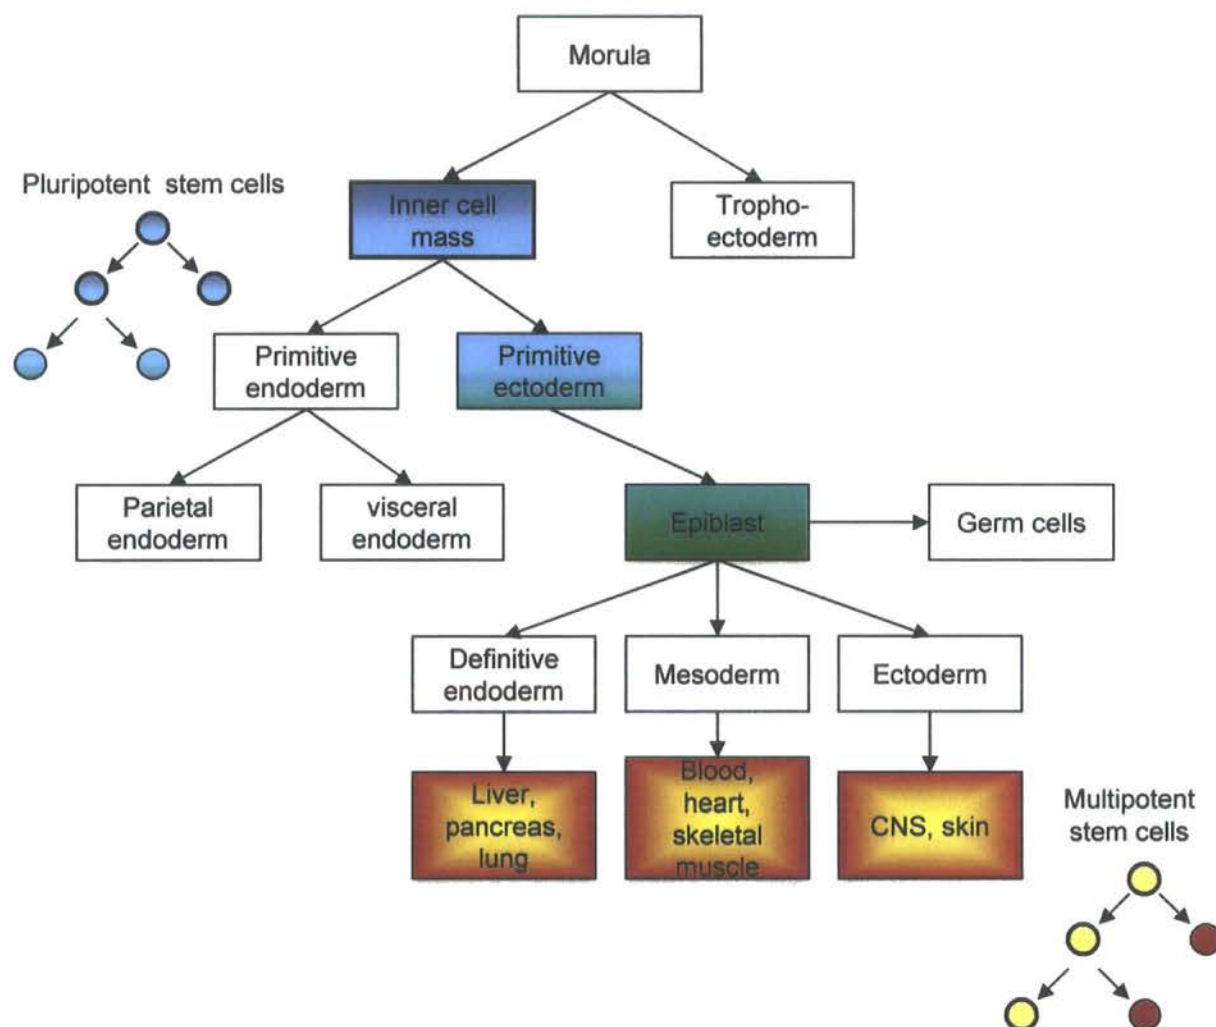 Morula
Pluripotent stem cells
Inner cell
mass
Tropho-
ectoderm
Primitive
endoderm
Primitive
ectoderm
Parietal
endoderm
visceral
endoderm
Epiblast
Germ cells
Definitive
endoderm
Mesoderm
Ectoderm
Liver,
pancreas,
lung
Blood,
heart,
skeletal
muscle
CNS, skin
Multipotent
stem cells